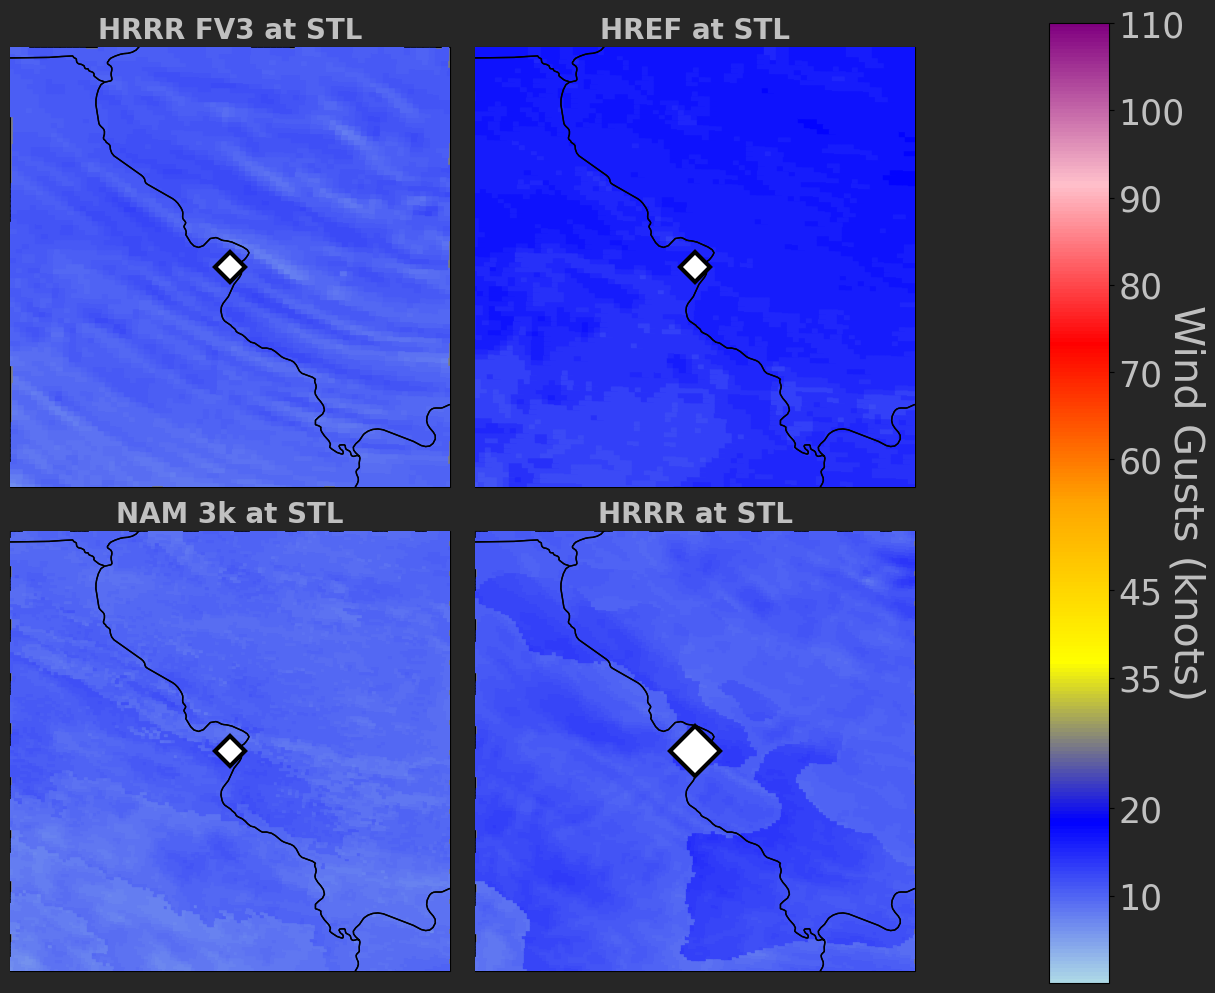 HRRR FV3 at STL
HREF at STL
NAM 3k at STL
HRRR at STL
110
100
90
80
70
60
45
35
20
10
Wind Gusts (knots)